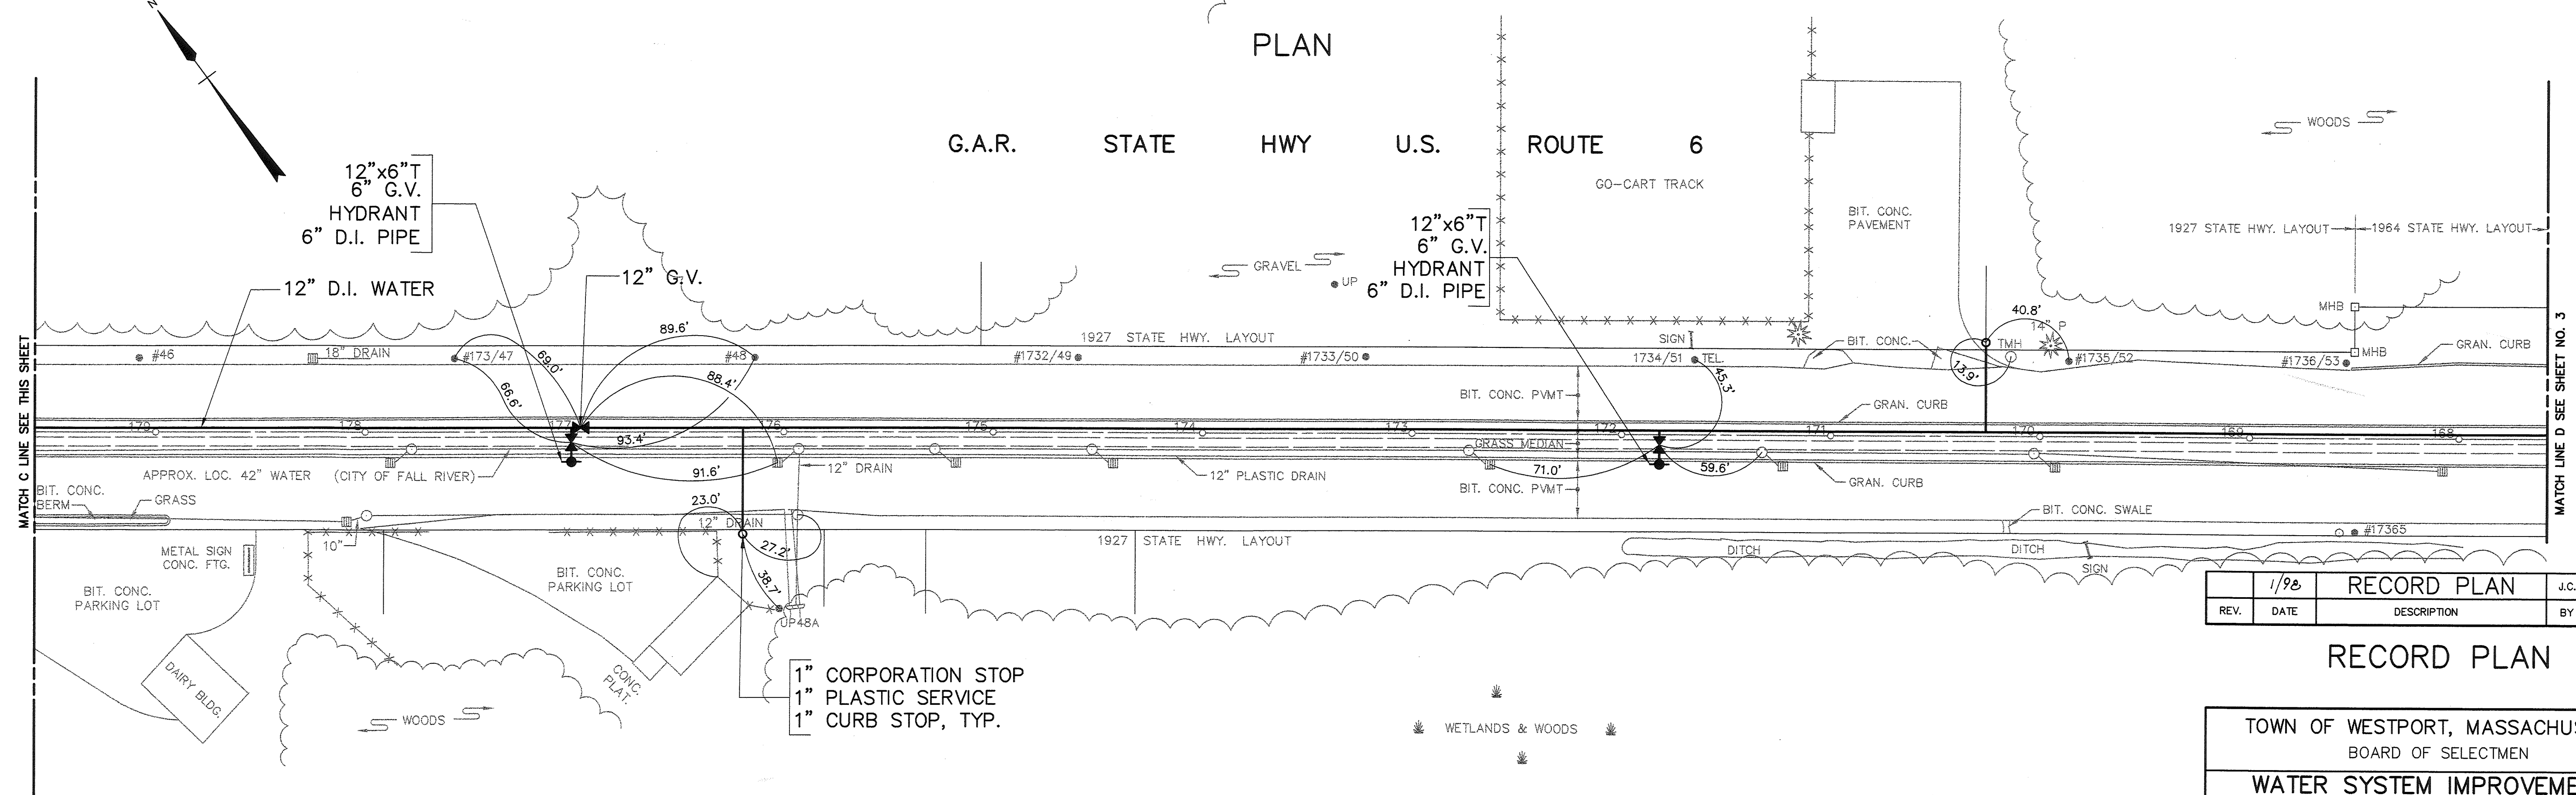 N
PLAN
G.A.R. STATE HWY U.S. ROUTE 6
12"x6"T
6" G.V.
HYDRANT
6" D.I. PIPE
12" G.V.
12" D.I. WATER
12"x6"T
6" G.V.
HYDRANT
6" D.I. PIPE
GO-CART TRACK
BIT. CONC.
PAVEMENT
WOODS
1927 STATE HWY. LAYOUT
1964 STATE HWY. LAYOUT
GRAVEL
UP
MHB
MHB
GRAN. CURB
MATCH C LINE SEE THIS SHEET
MATCH LINE D SEE SHEET NO. 3
1927 STATE HWY. LAYOUT
SIGN
BIT. CONC.
TMH
14" P
40.8'
13.9'
#46
18" DRAIN
#173/47
69.0'
89.6'
#48
#1732/49
#1733/50
1734/51
TEL.
#1735/52
#1736/53
66.6'
88.4'
45.3'
BIT. CONC. PVMT
GRAN. CURB
179
178
177
176
175
174
173
172
171
170
169
168
93.4'
GRASS MEDIAN
APPROX. LOC. 42" WATER (CITY OF FALL RIVER)
91.6'
12" DRAIN
12" PLASTIC DRAIN
71.0'
59.6'
BIT. CONC. PVMT
GRAN. CURB
BIT. CONC.
BERM
GRASS
23.0'
12" DRAIN
27.2'
38.7'
10"
1927 STATE HWY. LAYOUT
BIT. CONC. SWALE
#17365
DITCH
DITCH
SIGN
METAL SIGN
CONC. FTG.
BIT. CONC.
PARKING LOT
BIT. CONC.
PARKING LOT
UP48A
DAIRY BLDG.
CONC.
PLAT.
WOODS
1" CORPORATION STOP
1" PLASTIC SERVICE
1" CURB STOP, TYP.
WETLANDS & WOODS
1/98 RECORD PLAN J.C.
REV. DATE DESCRIPTION BY
RECORD PLAN
TOWN OF WESTPORT, MASSACHUS
BOARD OF SELECTMEN
WATER SYSTEM IMPROVEME